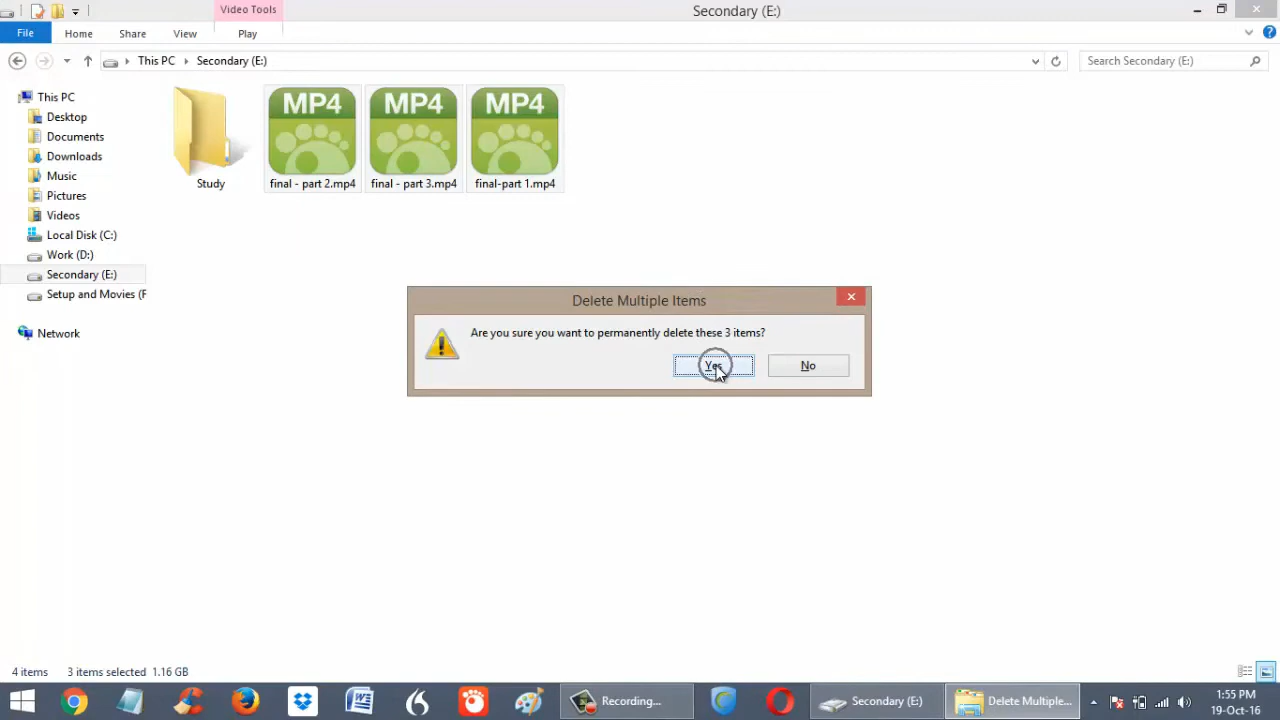 Video Tools
Secondary (E:)
File
Home
Share
View
Play
This PC
Secondary (E:)
Search Secondary (E:)
This PC
Desktop
Documents
Downloads
Music
Pictures
Videos
Local Disk (C:)
Work (D:)
Secondary (E:)
Setup and Movies (F
Network
MP4
MP4
MP4
Study
final - part 2.mp4
final - part 3.mp4
final-part 1.mp4
Delete Multiple Items
Are you sure you want to permanently delete these 3 items?
Yes
No
4 items
3 items selected
1.16 GB
Recording...
Secondary (E:)
Delete Multiple...
1:55 PM
19-Oct-16